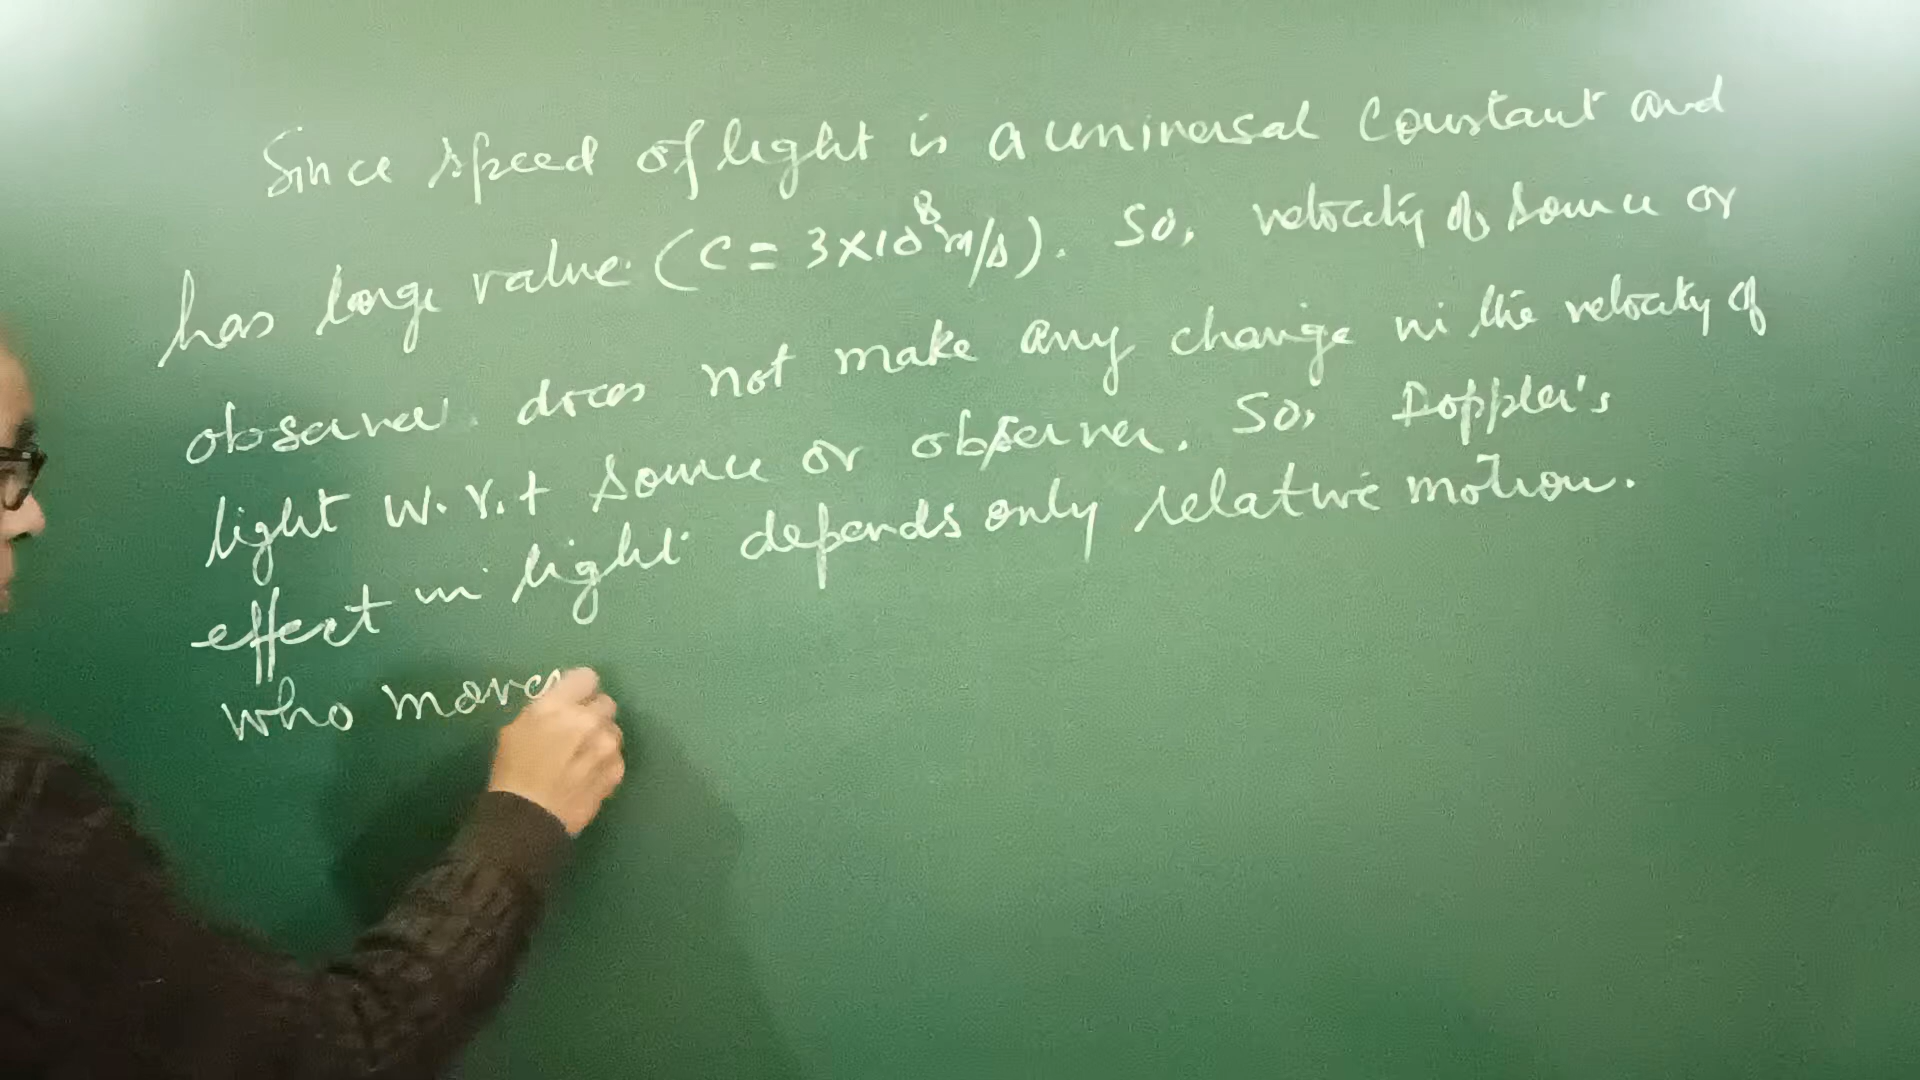 Since speed of light is a universal constant and
has large value (C = 3×10⁸ m/s). So, velocity of source or
observer does not make any change in the velocity of
light w.r.t source or observer. So, Doppler's
effect in light depends only relative motion.
who moves